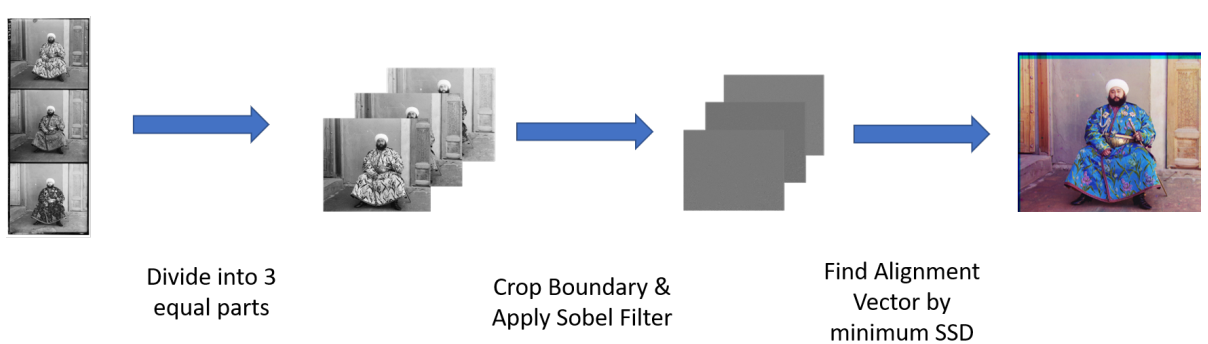 Divide into 3
equal parts
Crop Boundary &
Apply Sobel Filter
Find Alignment
Vector by
minimum SSD